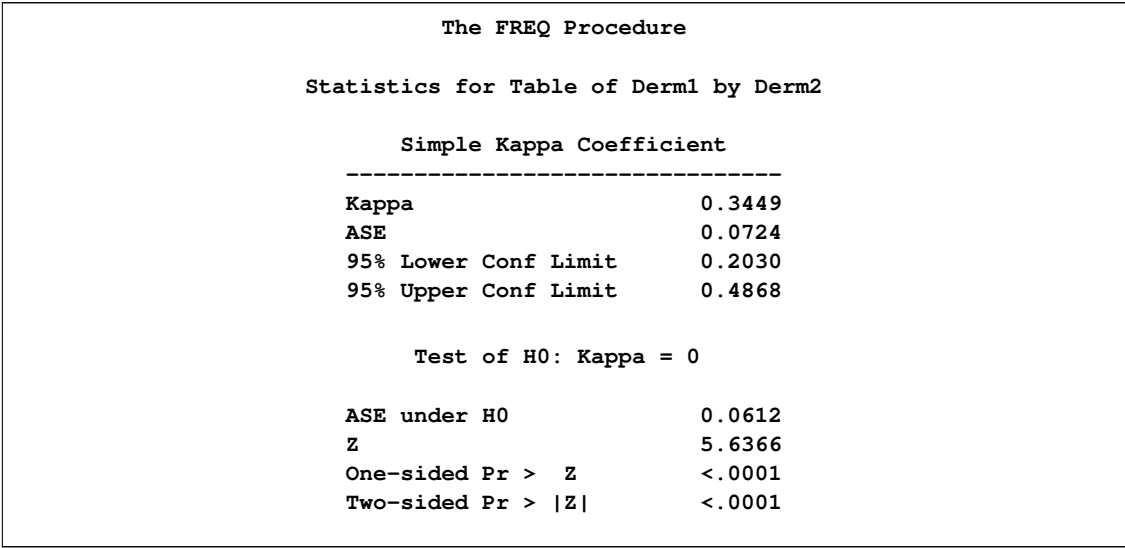 The FREQ Procedure
Statistics for Table of Derm1 by Derm2
Simple Kappa Coefficient
--------------------------------
Kappa 0.3449
ASE 0.0724
95% Lower Conf Limit 0.2030
95% Upper Conf Limit 0.4868
Test of H0: Kappa = 0
ASE under H0 0.0612
Z 5.6366
One-sided Pr > Z <.0001
Two-sided Pr > |Z| <.0001